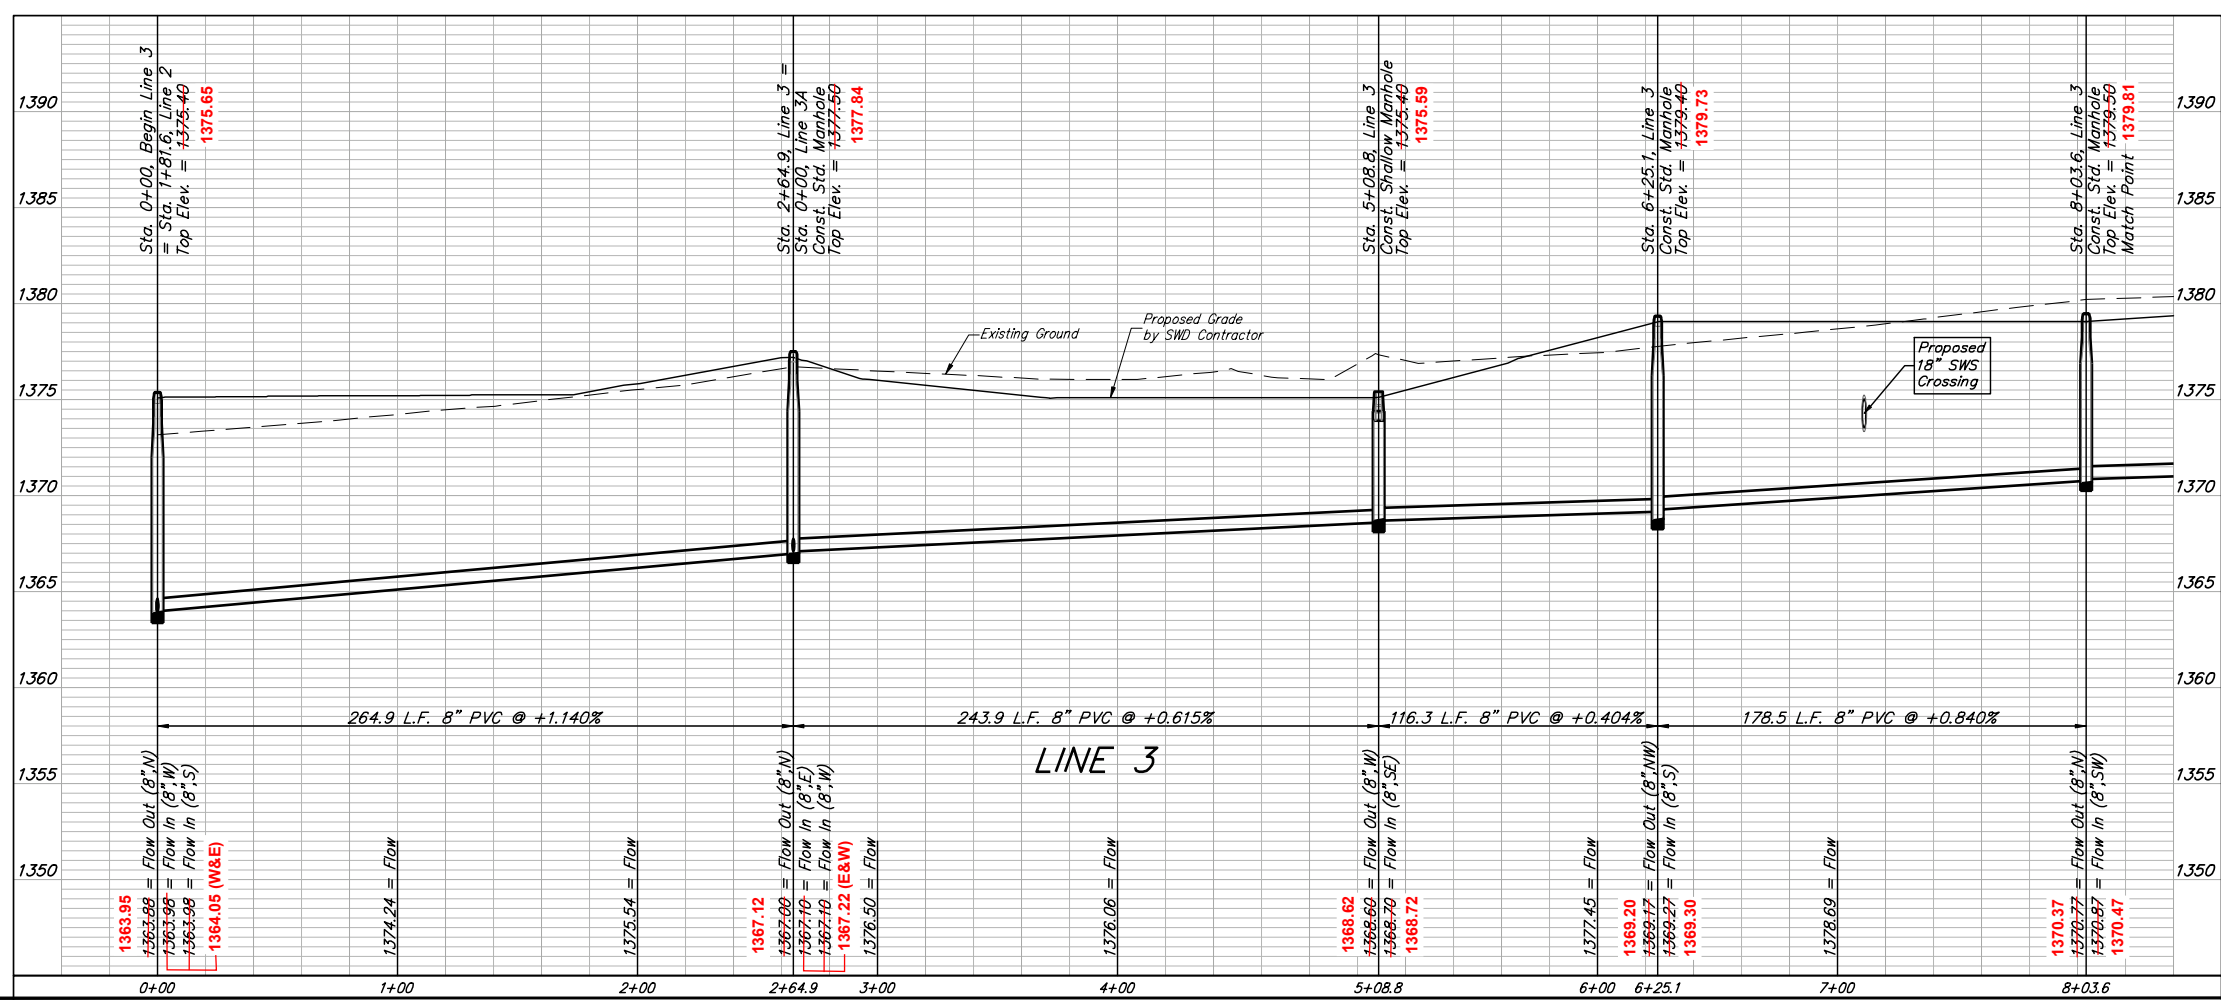 Sta. 0+00, Begin Line 3
= Sta. 1+81.6, Line 2
Top Elev. = 1375.40
1375.65
Sta. 2+64.9, Line 3 =
Sta. 0+00, Line 3A
Const. Std. Manhole
Top Elev. = 1377.50
1377.84
Sta. 5+08.8, Line 3
Const. Shallow Manhole
Top Elev. = 1375.40
1375.59
Sta. 6+25.1, Line 3
Const. Std. Manhole
Top Elev. = 1379.40
1379.73
Sta. 8+03.6, Line 3
Const. Std. Manhole
Top Elev. = 1379.50
Match Point
1379.81
1390
1385
1380
1375
1370
1365
1360
1355
1350
1390
1385
1380
1375
1370
1365
1360
1355
1350
Existing Ground
Proposed Grade
by SWD Contractor
Proposed
18" SWS
Crossing
264.9 L.F. 8" PVC @ +1.140%
243.9 L.F. 8" PVC @ +0.615%
116.3 L.F. 8" PVC @ +0.404%
178.5 L.F. 8" PVC @ +0.840%
LINE 3
1363.95
1363.88 = Flow Out (8",N)
1363.98 = Flow In (8",W)
1363.98 = Flow In (8",S)
1364.05 (W&E)
1374.24 = Flow
1375.54 = Flow
1367.12
1367.00 = Flow Out (8",N)
1367.10 = Flow In (8",E)
1367.10 = Flow In (8",W)
1367.22 (E&W)
1376.50 = Flow
1376.06 = Flow
1368.62
1368.60 = Flow Out (8",W)
1368.70 = Flow In (8",SE)
1368.72
1377.45 = Flow
1369.20
1369.17 = Flow Out (8",NW)
1369.27 = Flow In (8",S)
1369.30
1378.69 = Flow
1370.37
1370.77 = Flow Out (8",N)
1370.87 = Flow In (8",SW)
1370.47
0+00
1+00
2+00
2+64.9
3+00
4+00
5+08.8
6+00
6+25.1
7+00
8+03.6